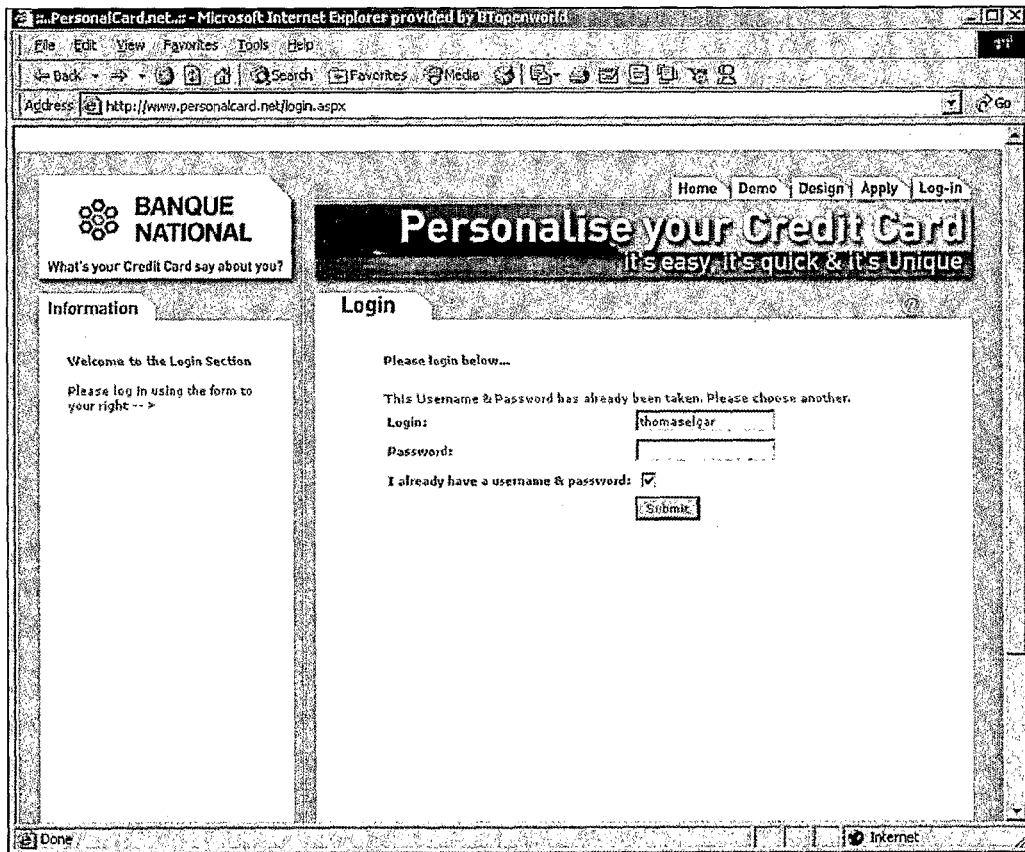 ::..PersonalCard.net..:: - Microsoft Internet Explorer provided by BTopenworld
File Edit View Favorites Tools Help
Back Search Favorites Media
Address http://www.personalcard.net/login.aspx Go
Home Demo Design Apply Log-in
BANQUE
NATIONAL
What's your Credit Card say about you?
Personalise your Credit Card
it's easy, it's quick & it's Unique
Information
Welcome to the Login Section
Please log in using the form to
your right -- >
Login
@
Please login below...
This Username & Password has already been taken. Please choose another.
Login: thomaselgar
Password:
I already have a username & password:
Submit
Done Internet